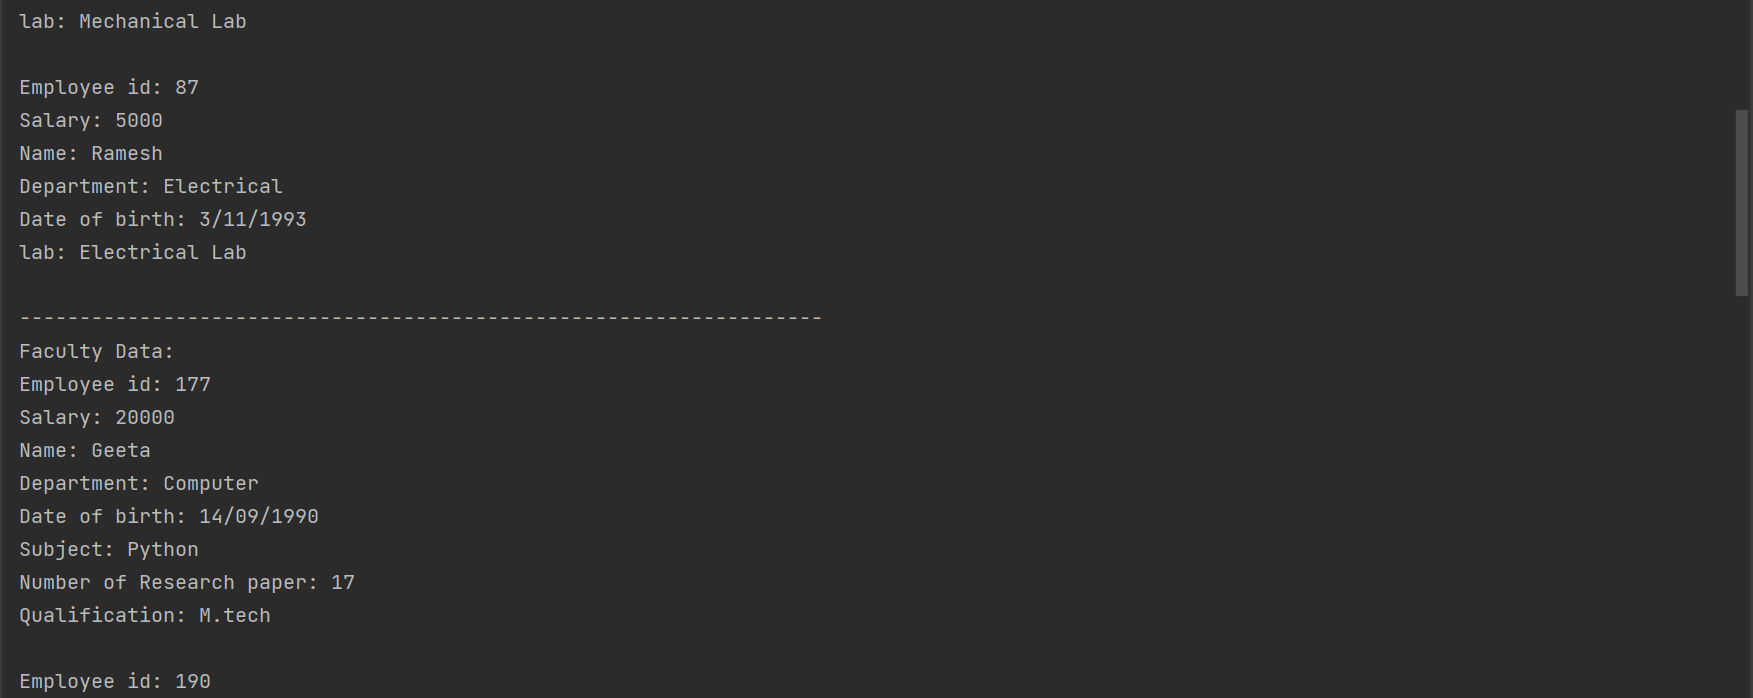 lab: Mechanical Lab
Employee id: 87
Salary: 5000
Name: Ramesh
Department: Electrical
Date of birth: 3/11/1993
lab: Electrical Lab
-------------------------------------------------------------------
Faculty Data:
Employee id: 177
Salary: 20000
Name: Geeta
Department: Computer
Date of birth: 14/09/1990
Subject: Python
Number of Research paper: 17
Qualification: M.tech
Employee id: 190